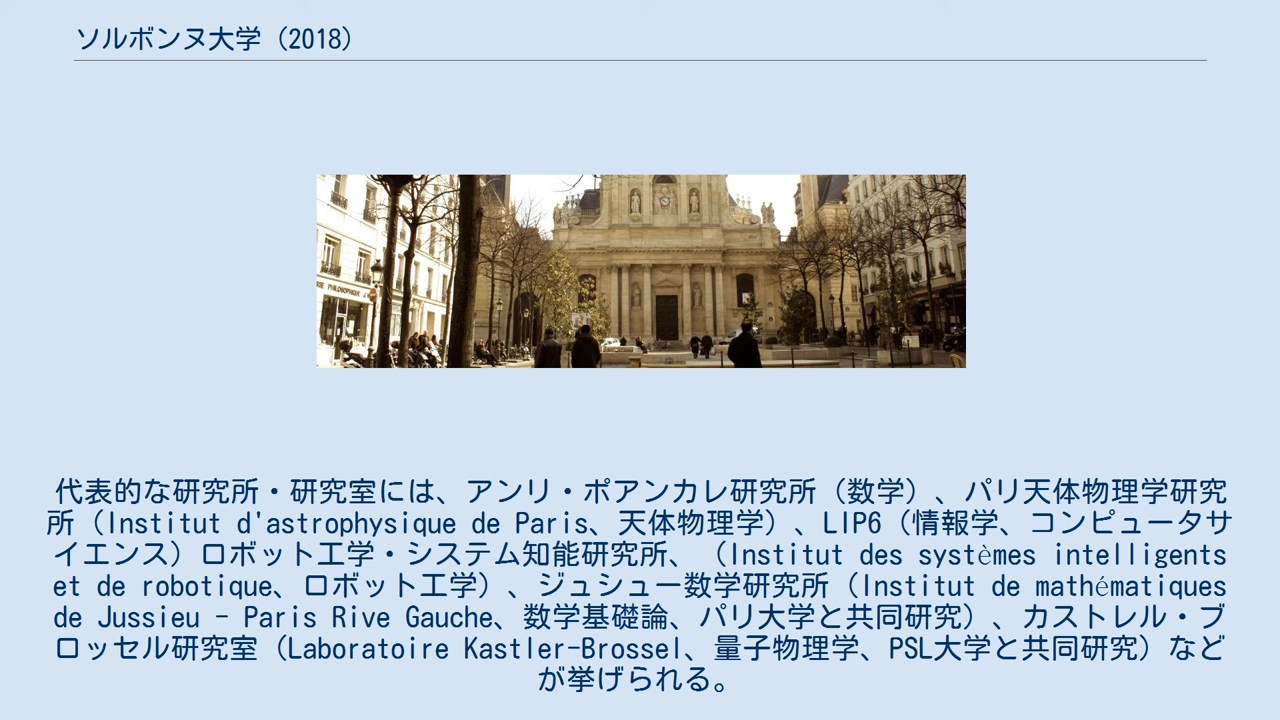 ソルボンヌ大学（2018）
RIE PHILOSOPHIQUE
代表的な研究所・研究室には、アンリ・ポアンカレ研究所（数学）、パリ天体物理学研究
所（Institut d'astrophysique de Paris、天体物理学）、LIP6（情報学、コンピュータサ
イエンス）ロボット工学・システム知能研究所、（Institut des systèmes intelligents
et de robotique、ロボット工学）、ジュシュー数学研究所（Institut de mathématiques
de Jussieu - Paris Rive Gauche、数学基礎論、パリ大学と共同研究）、カストレル・ブ
ロッセル研究室（Laboratoire Kastler-Brossel、量子物理学、PSL大学と共同研究）など
が挙げられる。